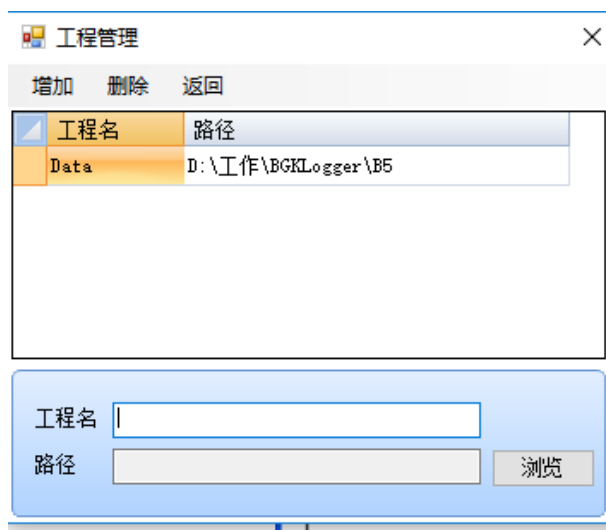 工程管理
增加 删除 返回
工程名 路径
Data D:\工作\BGKLogger\B5
工程名
路径 浏览